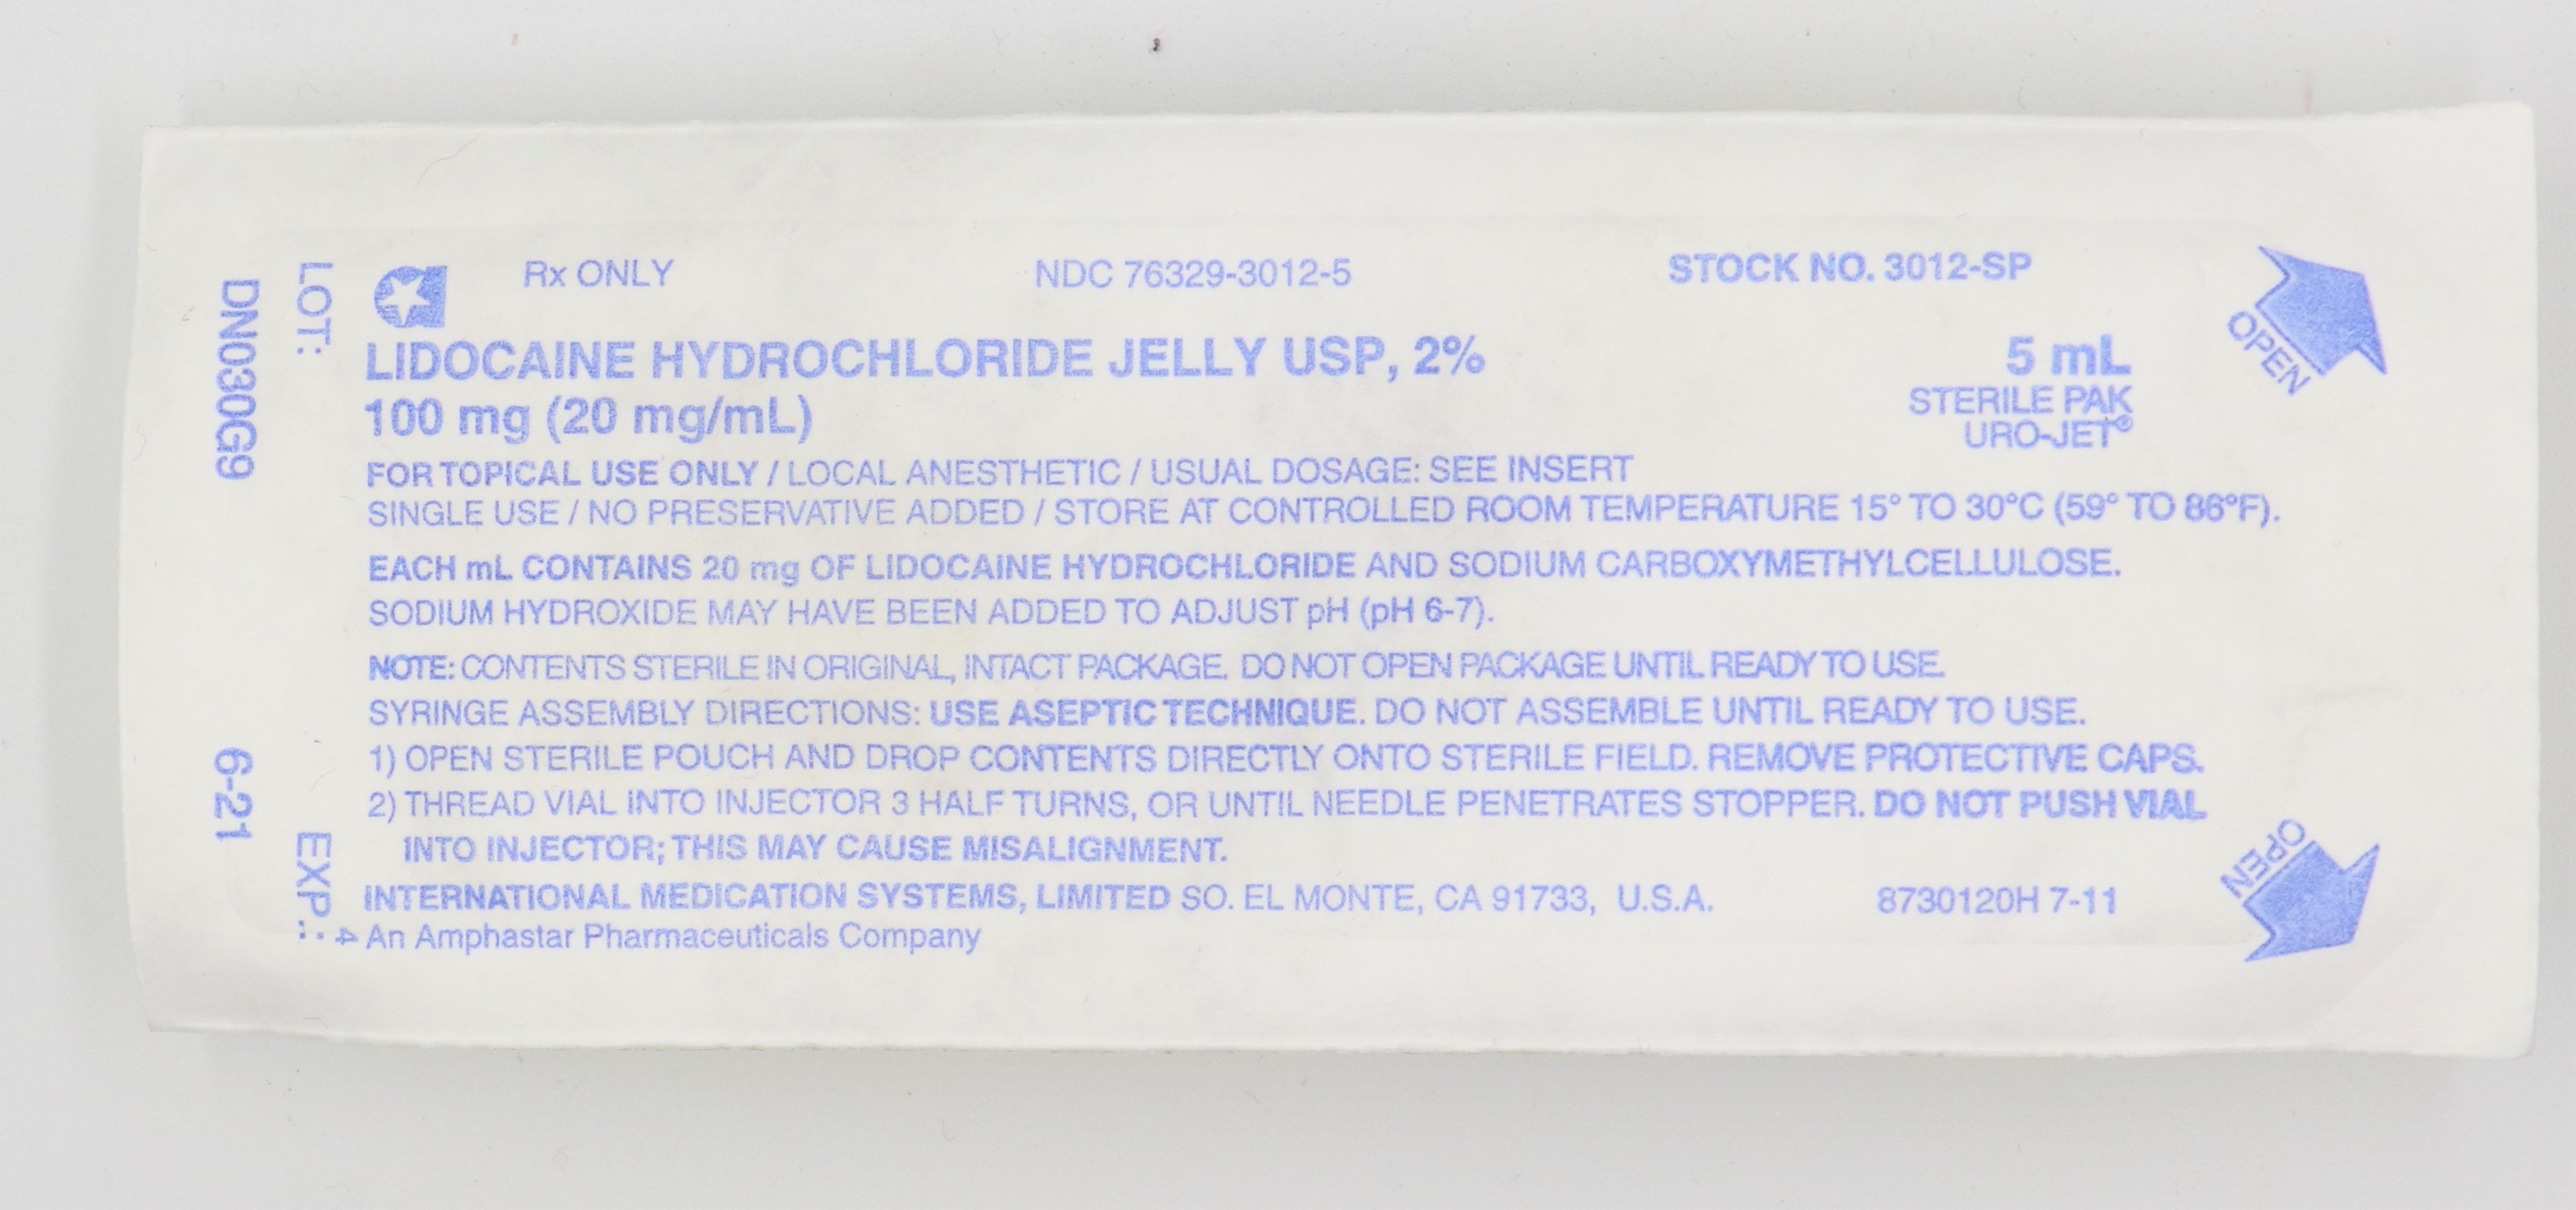 Rx ONLY NDC 76329-3012-5 STOCK NO. 3012-SP
LIDOCAINE HYDROCHLORIDE JELLY USP, 2% 5 mL
100 mg (20 mg/mL) STERILE PAK
URO-JET®
FOR TOPICAL USE ONLY / LOCAL ANESTHETIC / USUAL DOSAGE: SEE INSERT
SINGLE USE / NO PRESERVATIVE ADDED / STORE AT CONTROLLED ROOM TEMPERATURE 15° TO 30°C (59° TO 86°F).
EACH mL CONTAINS 20 mg OF LIDOCAINE HYDROCHLORIDE AND SODIUM CARBOXYMETHYLCELLULOSE.
SODIUM HYDROXIDE MAY HAVE BEEN ADDED TO ADJUST pH (pH 6-7).
NOTE: CONTENTS STERILE IN ORIGINAL, INTACT PACKAGE. DO NOT OPEN PACKAGE UNTIL READY TO USE.
SYRINGE ASSEMBLY DIRECTIONS: USE ASEPTIC TECHNIQUE. DO NOT ASSEMBLE UNTIL READY TO USE.
1) OPEN STERILE POUCH AND DROP CONTENTS DIRECTLY ONTO STERILE FIELD. REMOVE PROTECTIVE CAPS.
2) THREAD VIAL INTO INJECTOR 3 HALF TURNS, OR UNTIL NEEDLE PENETRATES STOPPER. DO NOT PUSH VIAL
INTO INJECTOR; THIS MAY CAUSE MISALIGNMENT.
INTERNATIONAL MEDICATION SYSTEMS, LIMITED SO. EL MONTE, CA 91733, U.S.A. 8730120H 7-11
An Amphastar Pharmaceuticals Company
4
LOT: EXP.:
DN030G9 6-21
OPEN
OPEN